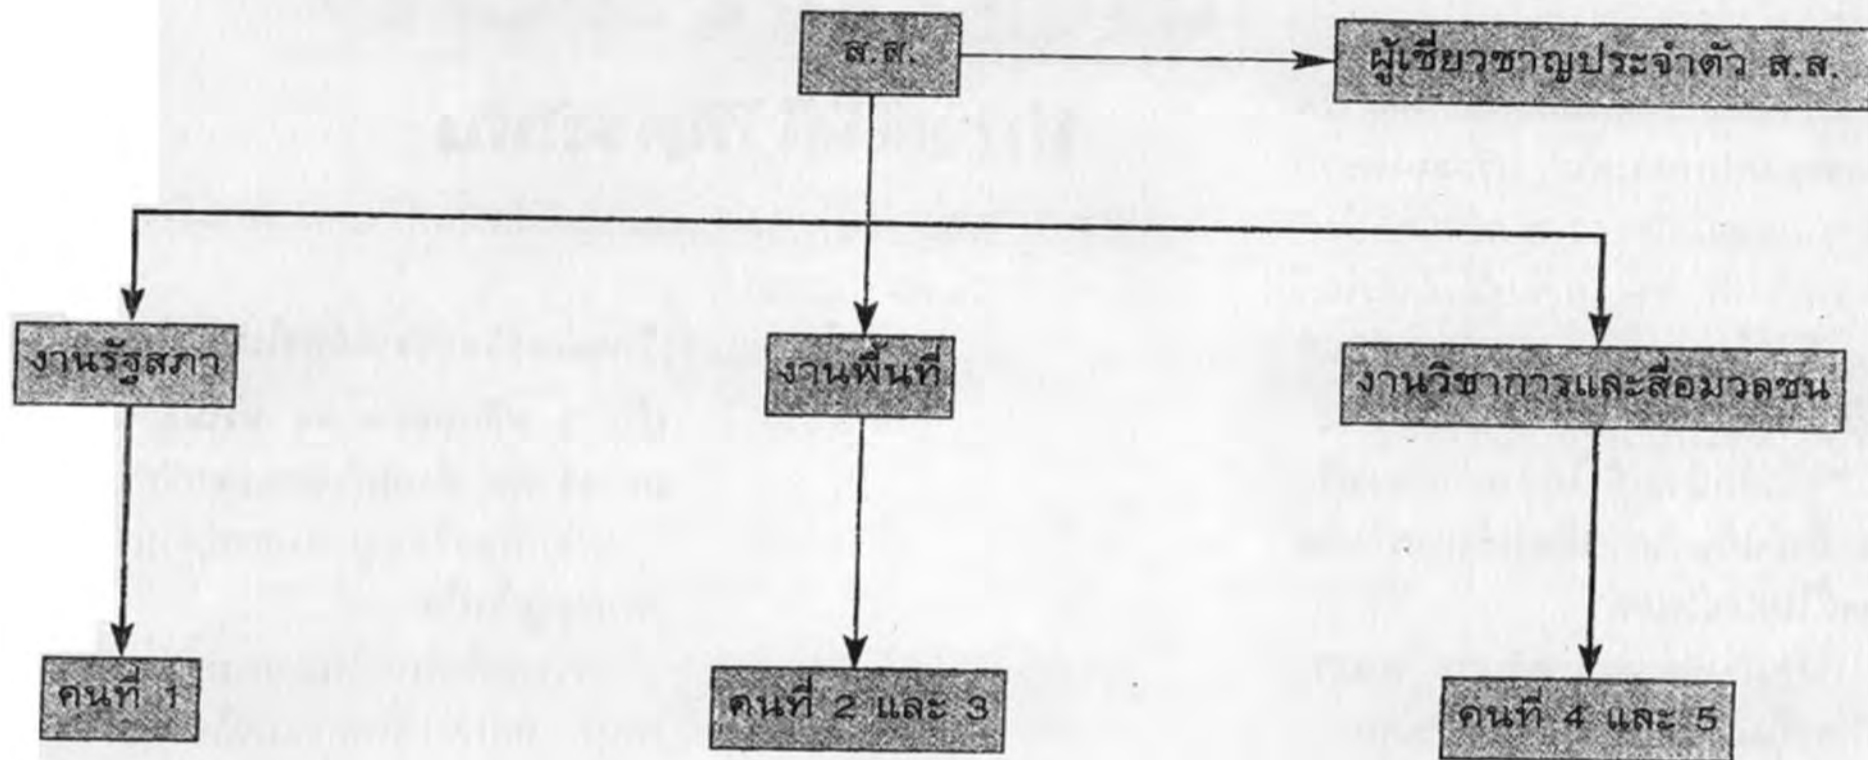 ส.ส.
ผู้เชี่ยวชาญประจำตัว ส.ส.
งานรัฐสภา
งานพื้นที่
งานวิชาการและสื่อมวลชน
คนที่ 1
คนที่ 2 และ 3
คนที่ 4 และ 5